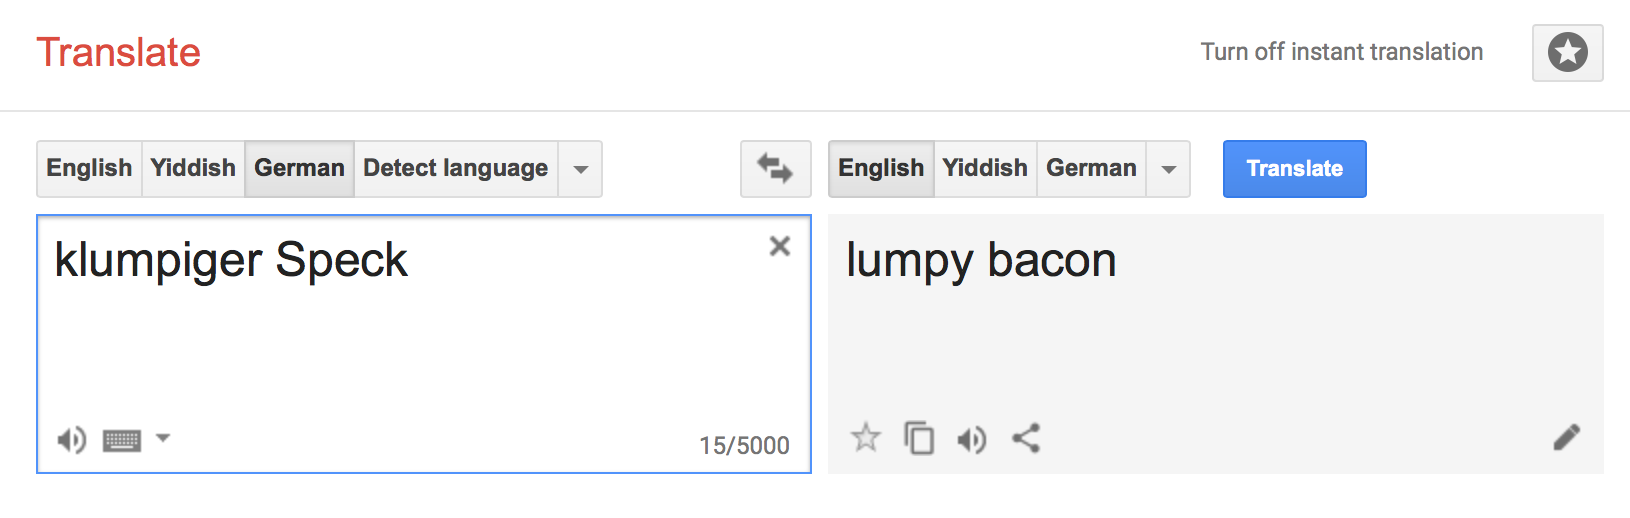 Translate
Turn off instant translation
English Yiddish German Detect language
English Yiddish German
Translate
klumpiger Speck
15/5000
lumpy bacon